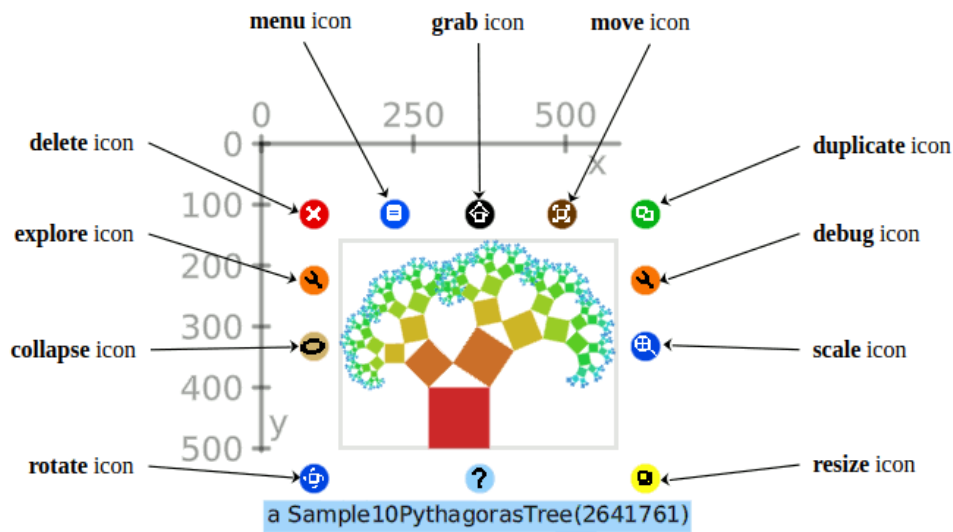 menu icon
grab icon
move icon
0
250
500
x
delete icon
0
duplicate icon
100
explore icon
debug icon
200
300
collapse icon
scale icon
400
y
500
rotate icon
?
resize icon
a Sample10PythagorasTree(2641761)